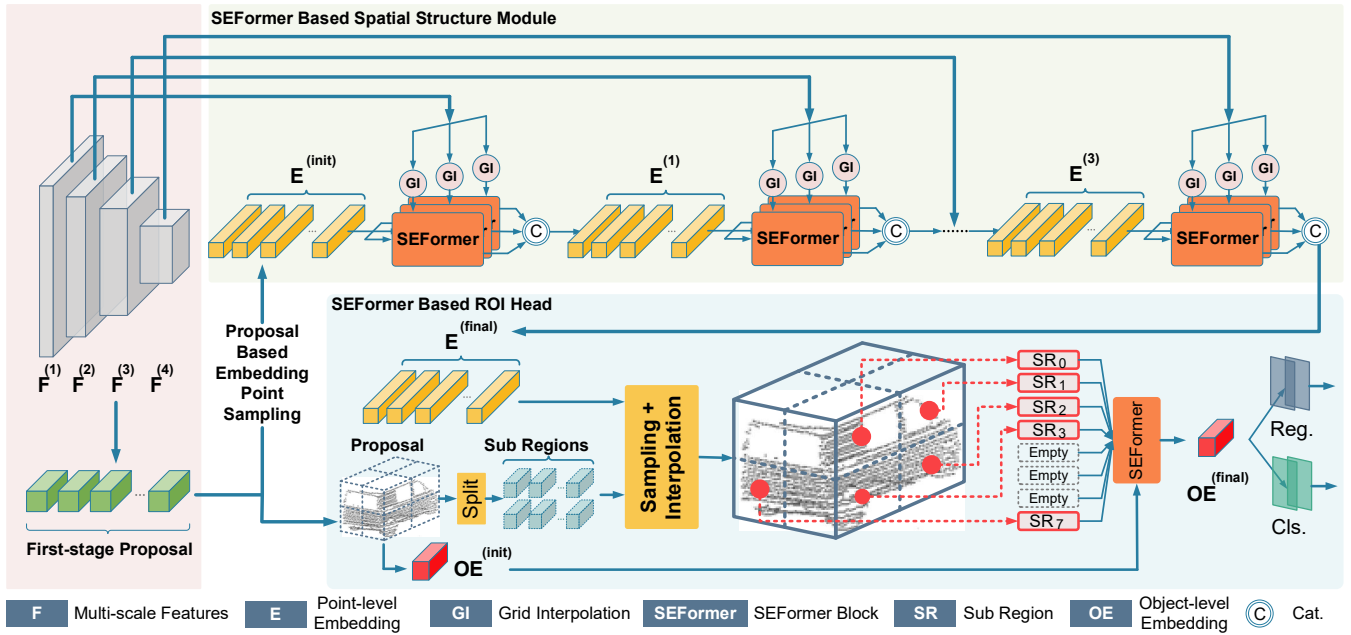 SEFormer Based Spatial Structure Module
E(init)
GI
GI
GI
SEFormer
C
E(1)
GI
GI
GI
SEFormer
C
E(3)
GI
GI
GI
SEFormer
C
F(1)
F(2)
F(3)
F(4)
First-stage Proposal
Proposal
Based
Embedding
Point
Sampling
SEFormer Based ROI Head
E(final)
Proposal
Split
Sub Regions
Sampling +
Interpolation
OE(init)
SR0
SR1
SR2
SR3
Empty
Empty
Empty
SR7
SEFormer
OE(final)
Reg.
Cls.
F Multi-scale Features
E Point-level
Embedding
GI Grid Interpolation
SEFormer SEFormer Block
SR Sub Region
OE Object-level
Embedding
C Cat.